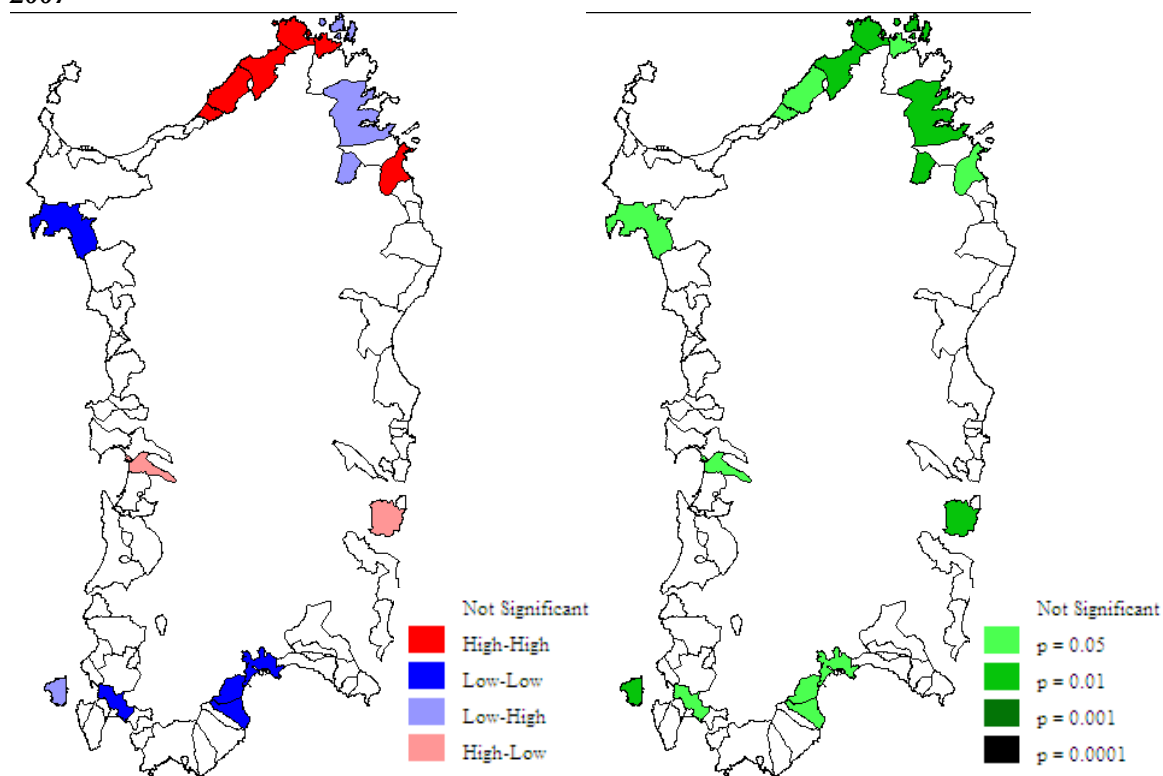 2007
Not Significant
High-High
Low-Low
Low-High
High-Low
Not Significant
p = 0.05
p = 0.01
p = 0.001
p = 0.0001